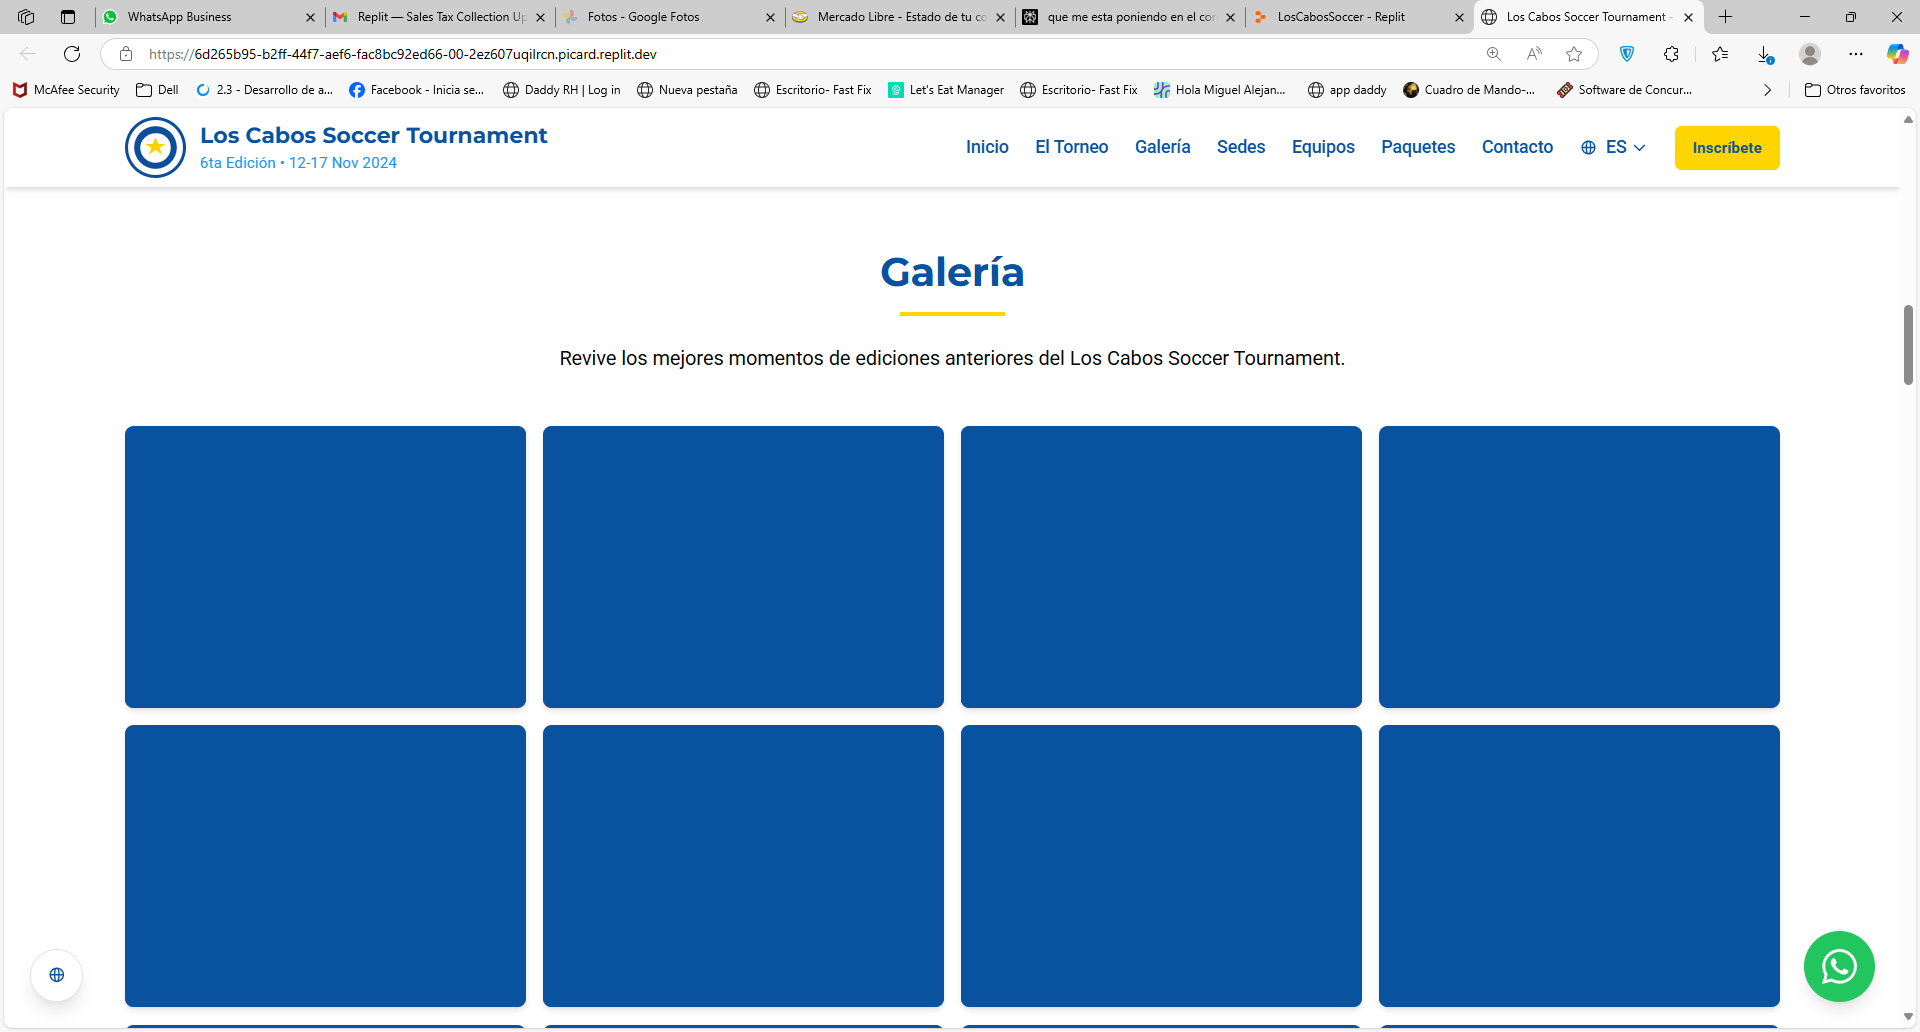 WhatsApp Business
Replit — Sales Tax Collection Up
Fotos - Google Fotos
Mercado Libre - Estado de tu co
que me esta poniendo en el cor
LosCabosSoccer - Replit
Los Cabos Soccer Tournament -
https://6d265b95-b2ff-44f7-aef6-fac8bc92ed66-00-2ez607uqilrcn.picard.replit.dev
McAfee Security
Dell
2.3 - Desarrollo de a...
Facebook - Inicia se...
Daddy RH | Log in
Nueva pestaña
Escritorio- Fast Fix
Let's Eat Manager
Escritorio- Fast Fix
Hola Miguel Alejan...
app daddy
Cuadro de Mando-...
Software de Concur...
Otros favoritos
Los Cabos Soccer Tournament
6ta Edición • 12-17 Nov 2024
Inicio
El Torneo
Galería
Sedes
Equipos
Paquetes
Contacto
ES
Inscríbete
Galería
Revive los mejores momentos de ediciones anteriores del Los Cabos Soccer Tournament.